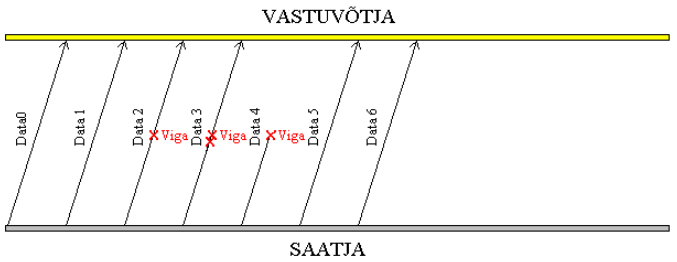 VASTUVÕTJA
Data0
Data 1
Data 2
Viga
Data 3
Viga
Data 4
Viga
Data 5
Data 6
SAATJA